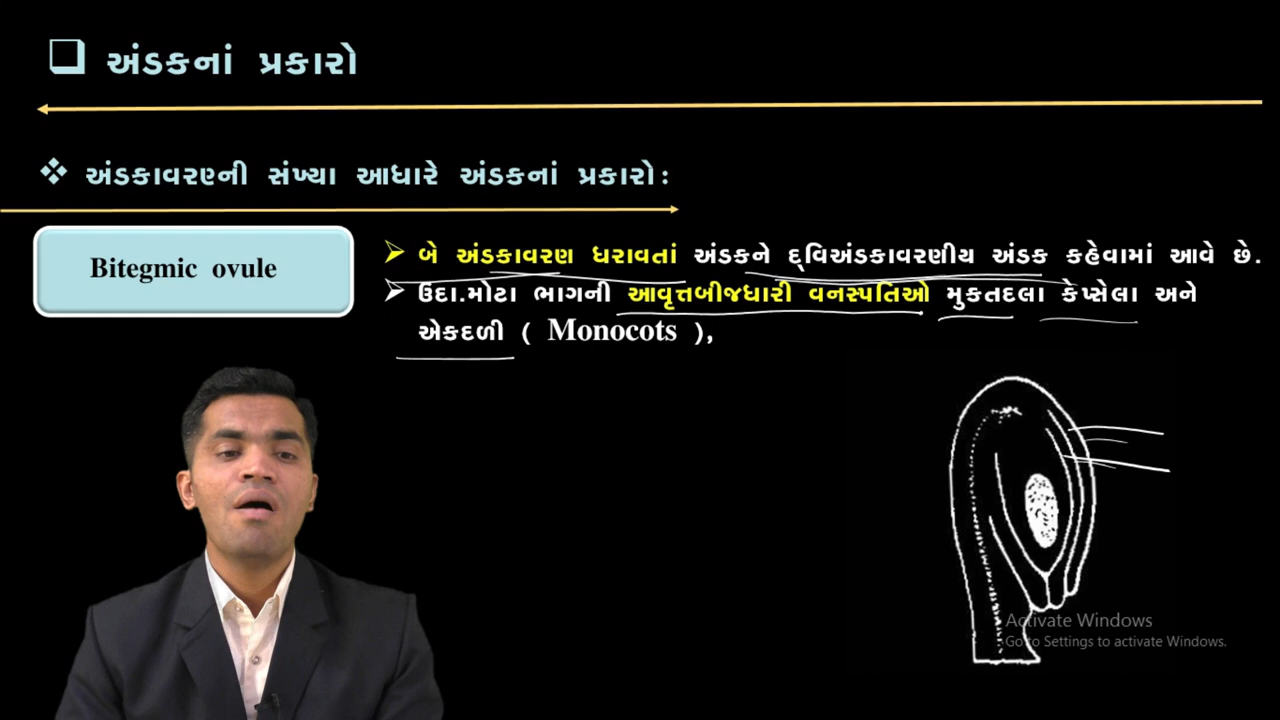 અંડકનાં પ્રકારો
અંડકાવરણની સંખ્યા આધારે અંડકનાં પ્રકારો:
Bitegmic ovule
બે અંડકાવરણ ધરાવતાં અંડકને દ્વિઅંડકાવરણીય અંડક કહેવામાં આવે છે.
ઉદા.મોટા ભાગની આવૃત્તબીજધારી વનસ્પતિઓ મુકતદલા કેપ્સેલા અને
એકદળી ( Monocots ),
Activate Windows
Go to Settings to activate Windows.